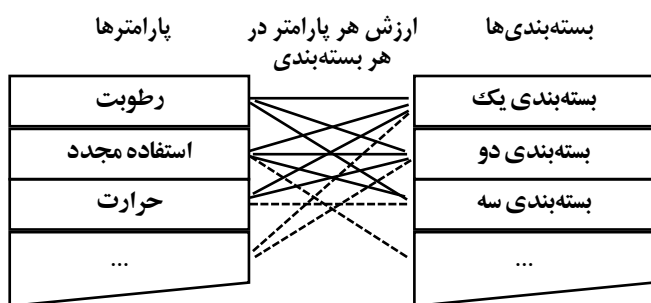 بسته‌بندی‌ها
ارزش هر پارامتر در
هر بسته‌بندی
پارامترها
بسته‌بندی یک
رطوبت
بسته‌بندی دو
استفاده مجدد
بسته‌بندی سه
حرارت
...
...